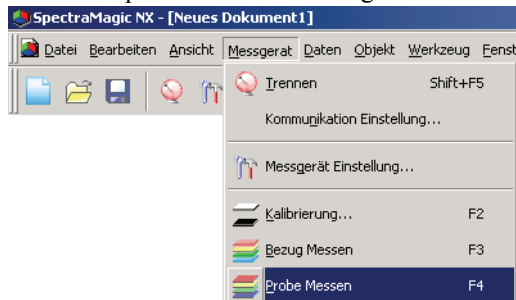 SpectraMagic NX - [Neues Dokument1]
Datei Bearbeiten Ansicht Messgerat Daten Objekt Werkzeug Fenst
Trennen Shift+F5
Kommunikation Einstellung...
Messgerät Einstellung...
Kalibrierung... F2
Bezug Messen F3
Probe Messen F4